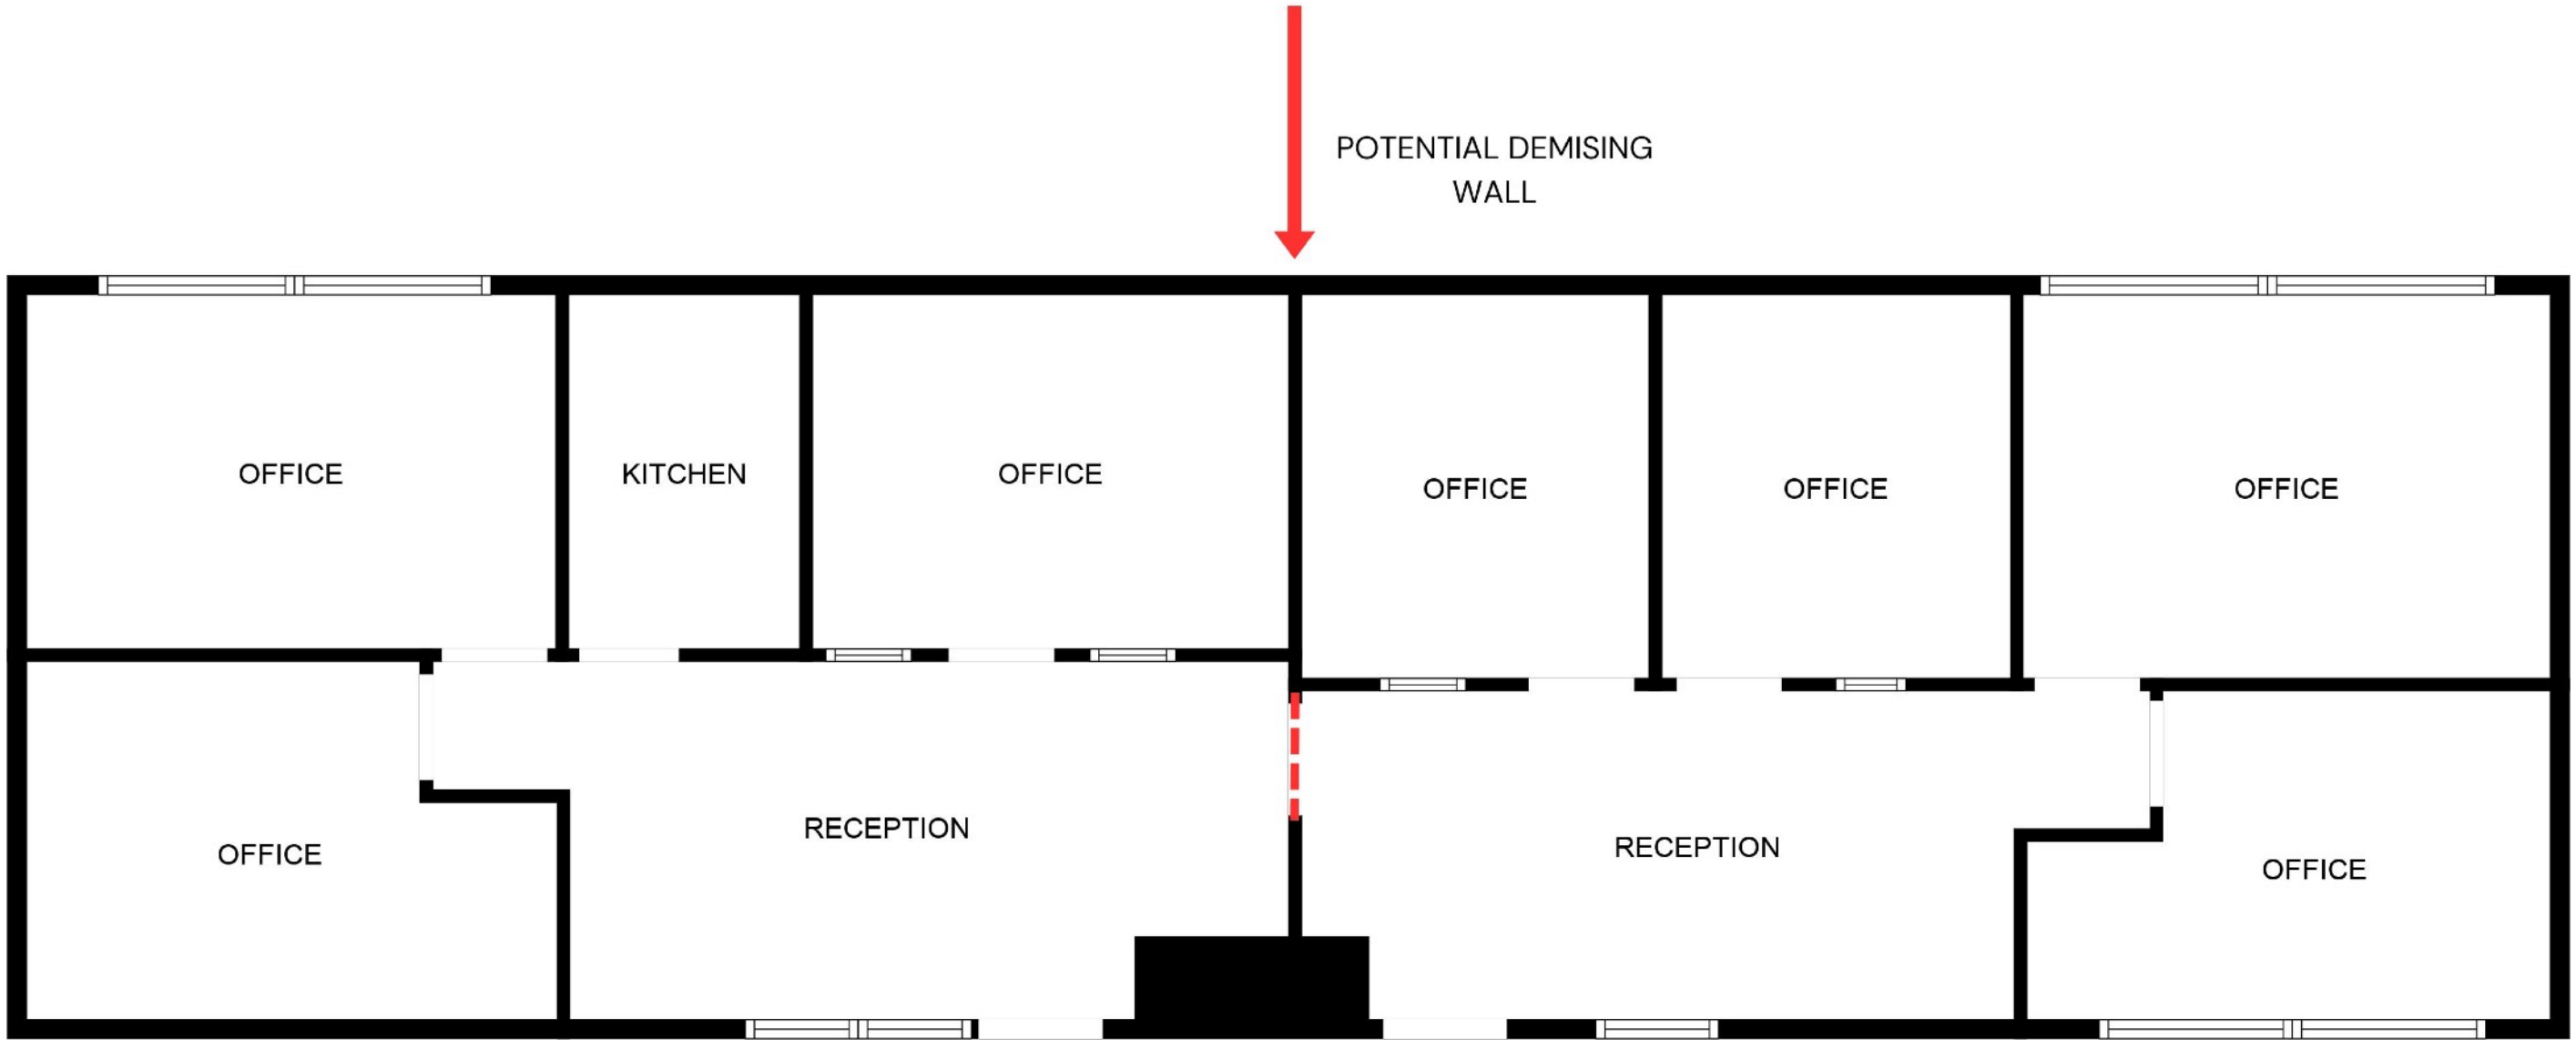 POTENTIAL DEMISING
WALL
OFFICE
KITCHEN
OFFICE
OFFICE
OFFICE
OFFICE
RECEPTION
RECEPTION
OFFICE
OFFICE